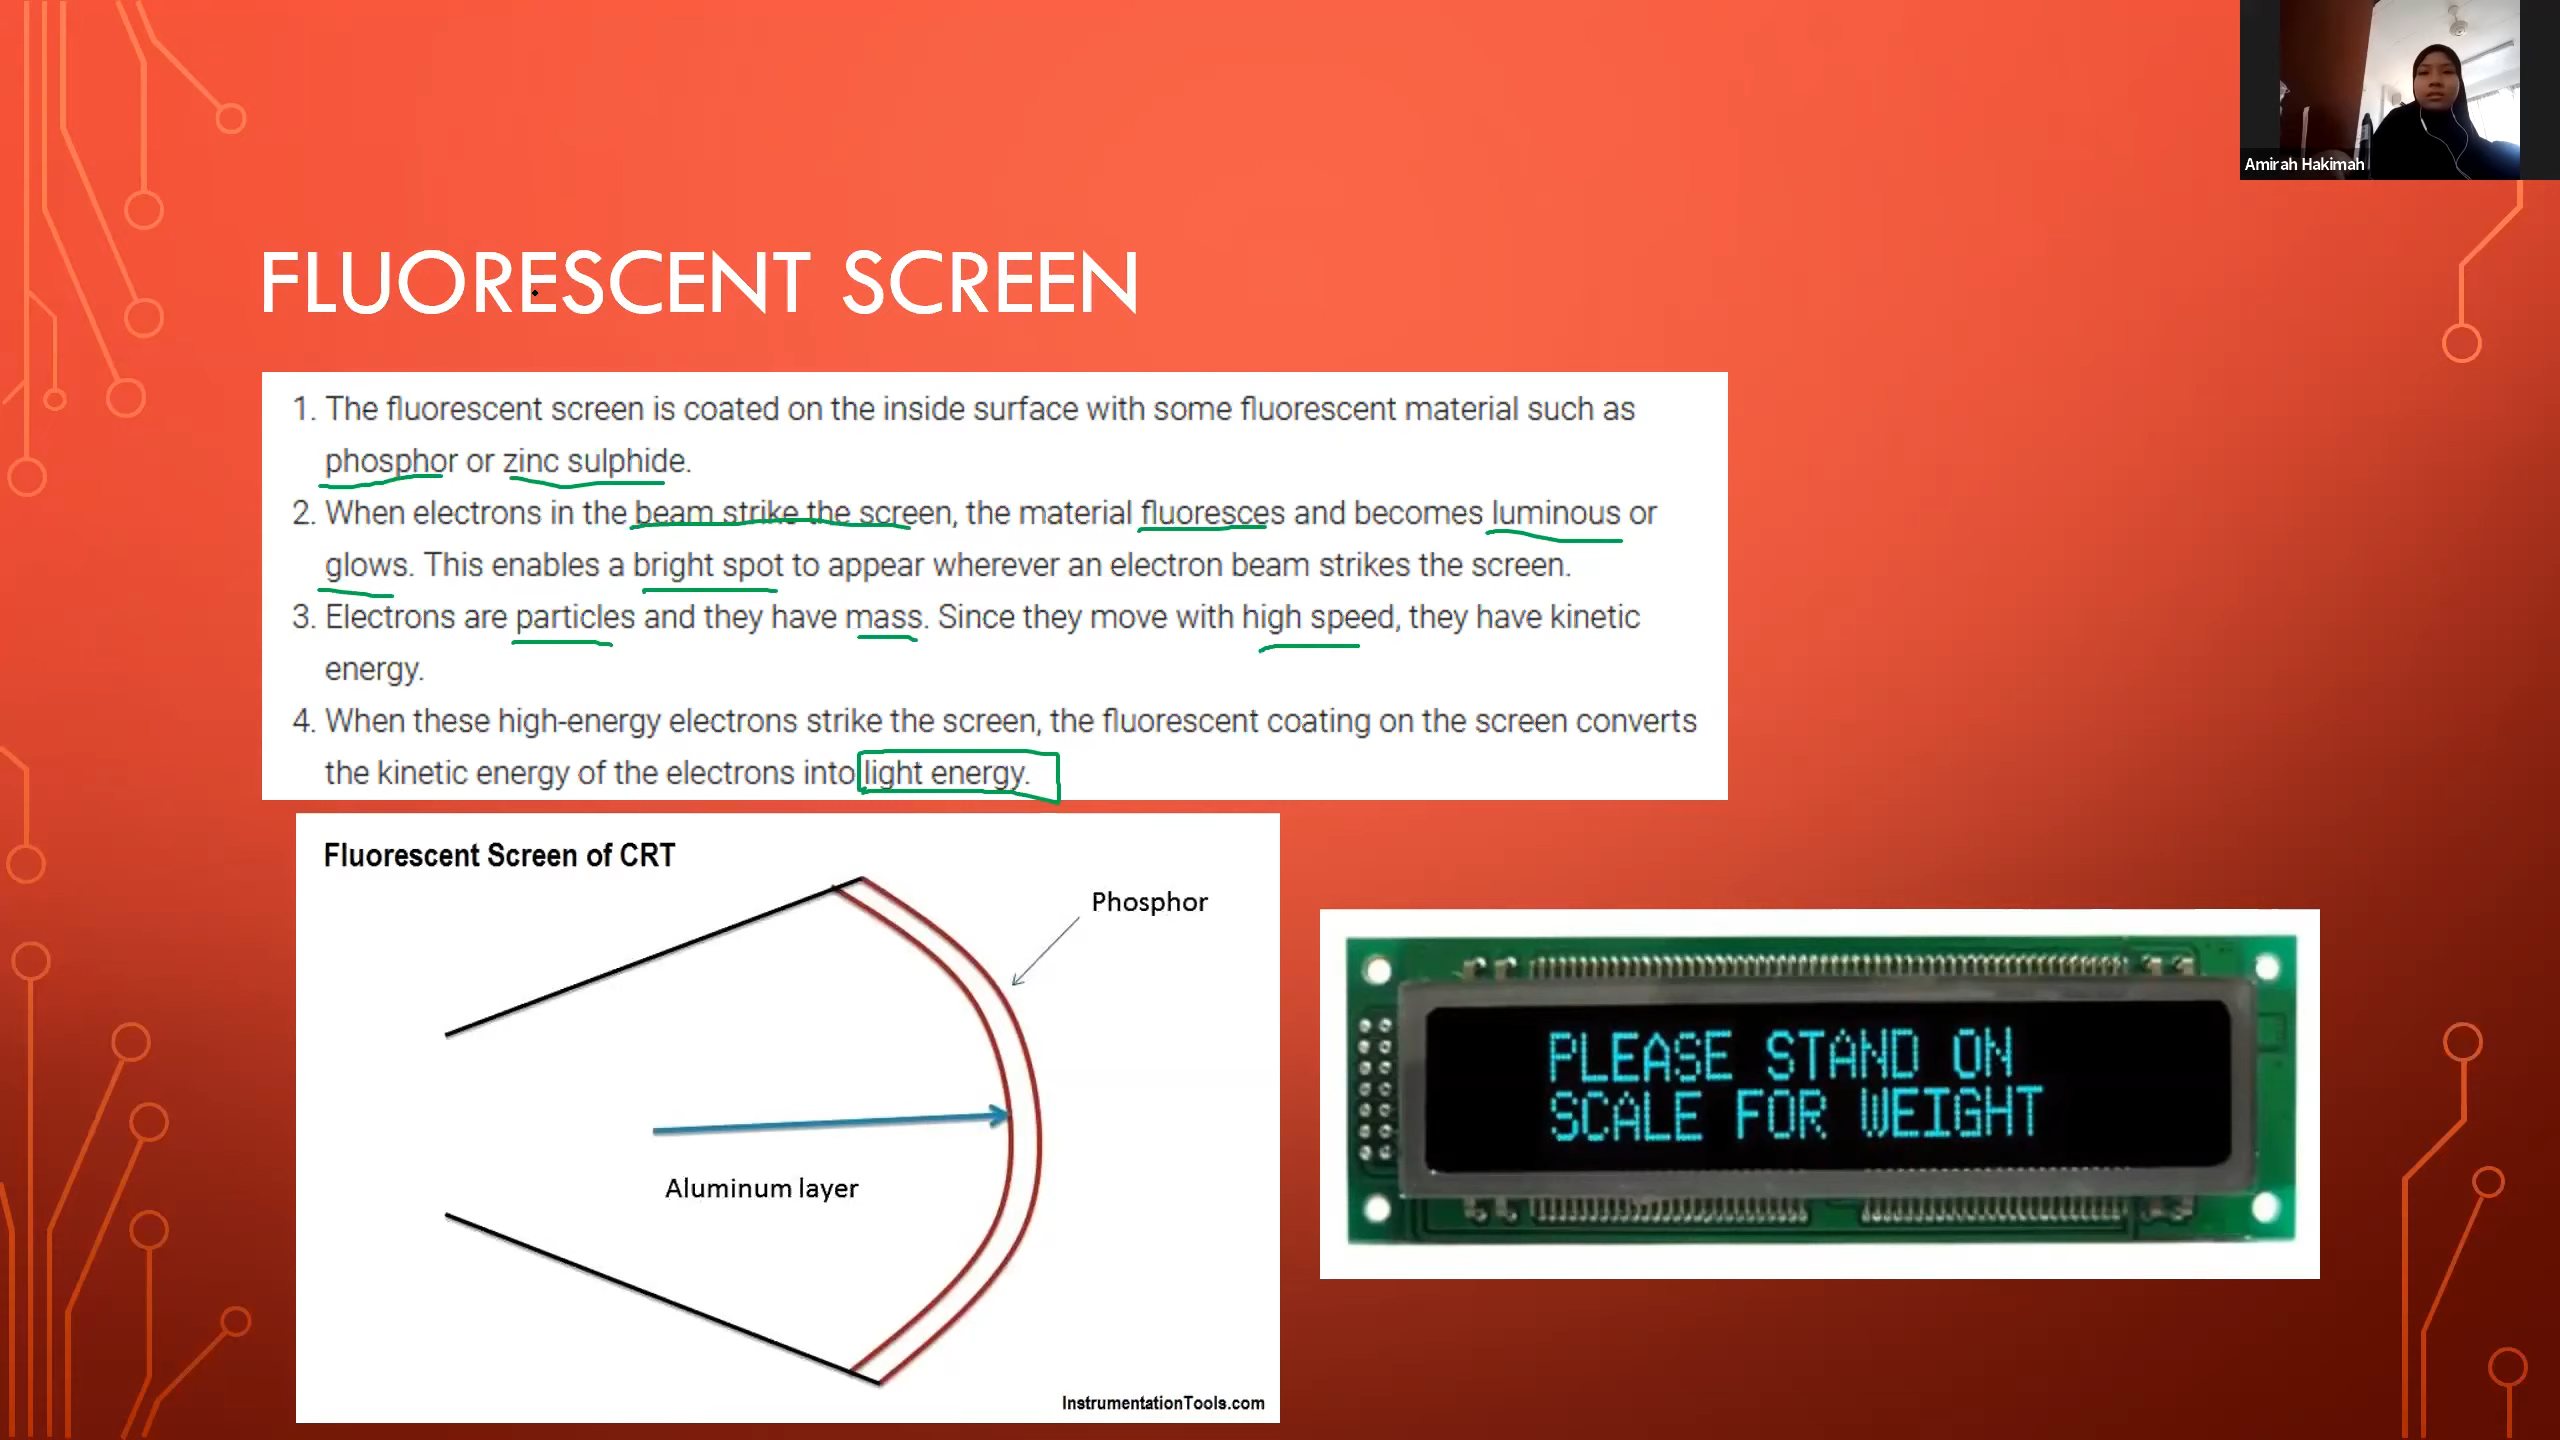 Amirah Hakimah
FLUORESCENT SCREEN
1. The fluorescent screen is coated on the inside surface with some fluorescent material such as
phosphor or zinc sulphide.
2. When electrons in the beam strike the screen, the material fluoresces and becomes luminous or
glows. This enables a bright spot to appear wherever an electron beam strikes the screen.
3. Electrons are particles and they have mass. Since they move with high speed, they have kinetic
energy.
4. When these high-energy electrons strike the screen, the fluorescent coating on the screen converts
the kinetic energy of the electrons into light energy.
Fluorescent Screen of CRT
Phosphor
Aluminum layer
InstrumentationTools.com
PLEASE STAND ON
SCALE FOR WEIGHT